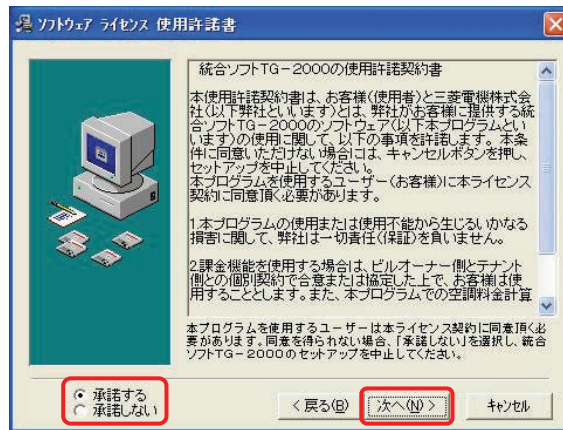 ソフトウェア ライセンス 使用許諾書
統合ソフトTG-2000の使用許諾契約書
本使用許諾契約書は、お客様(使用者)と三菱電機株式会
社(以下弊社といいます)とは、弊社がお客様に提供する統
合ソフトTG-2000のソフトウェア(以下本プログラムとい
います)の使用に関して、以下の事項を許諾します。本条
件に同意いただけない場合には、キャンセルボタンを押し、
セットアップを中止してください。
本プログラムを使用するユーザー(お客様)に本ライセンス
契約に同意頂く必要があります。
1.本プログラムの使用または使用不能から生じるいかなる
損害に関して、弊社は一切責任(保証)を負いません。
2.課金機能を使用する場合は、ビルオーナー側とテナント
側との個別契約で合意または協定した上で、お客様は使
用することとします。また、本プログラムでの空調料金計算
本プログラムを使用するユーザーは本ライセンス契約に同意頂く必
要があります。同意を得られない場合、「承諾しない」を選択し、統合
ソフトTG-2000のセットアップを中止してください。
承諾する
承諾しない
< 戻る(B)
次へ(N) >
キャンセル